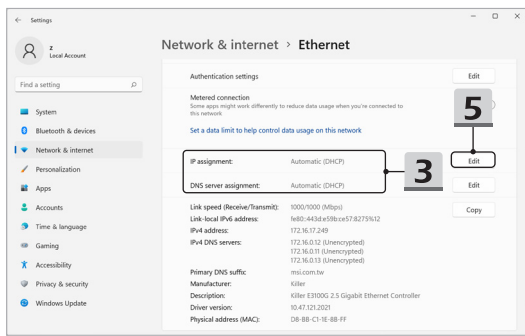 ← Settings
z
Local Account
Find a setting
System
Bluetooth & devices
Network & internet
Personalization
Apps
Accounts
Time & language
Gaming
Accessibility
Privacy & security
Windows Update
Network & internet > Ethernet
Authentication settings Edit
Metered connection
Some apps might work differently to reduce data usage when you're connected to
this network
5
Set a data limit to help control data usage on this network
IP assignment: Automatic (DHCP) Edit
3
DNS server assignment: Automatic (DHCP) Edit
Link speed (Receive/Transmit): 1000/1000 (Mbps) Copy
Link-local IPv6 address: fe80::443d:e59b:ce57:8275%12
IPv4 address: 172.16.17.249
IPv4 DNS servers: 172.16.0.12 (Unencrypted)
172.16.0.11 (Unencrypted)
172.16.0.13 (Unencrypted)
Primary DNS suffix: msi.com.tw
Manufacturer: Killer
Description: Killer E3100G 2.5 Gigabit Ethernet Controller
Driver version: 10.47.121.2021
Physical address (MAC): D8-BB-C1-1E-8B-FF